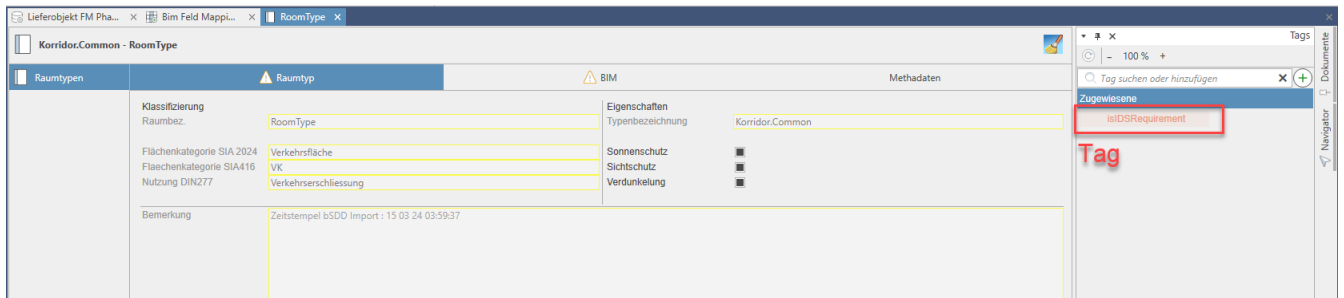 Lieferobjekt FM Pha...
Bim Feld Mappi...
RoomType
Korridor.Common - RoomType
Tags
- 100 % +
Tag suchen oder hinzufügen
Zugewiesene
isIDSRequirement
Tag
Dokumente
Navigator
Raumtypen
Raumtyp
BIM
Methadaten
Klassifizierung
Eigenschaften
Raumbez. RoomType
Typenbezeichnung Korridor.Common
Flächenkategorie SIA 2024 Verkehrsfläche
Sonnenschutz
Flaechenkategorie SIA416 VK
Sichtschutz
Nutzung DIN277 Verkehrserschliessung
Verdunkelung
Bemerkung Zeitstempel bSDD Import : 15 03 24 03:59:37